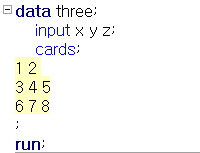 data three;
input x y z;
cards;
1 2
3 4 5
6 7 8
;
run;